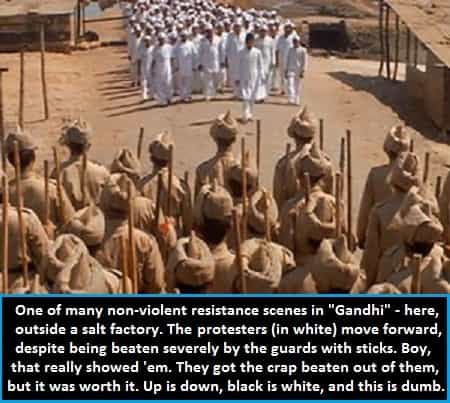 One of many non-violent resistance scenes in "Gandhi" - here,
outside a salt factory. The protesters (in white) move forward,
despite being beaten severely by the guards with sticks. Boy,
that really showed 'em. They got the crap beaten out of them,
but it was worth it. Up is down, black is white, and this is dumb.